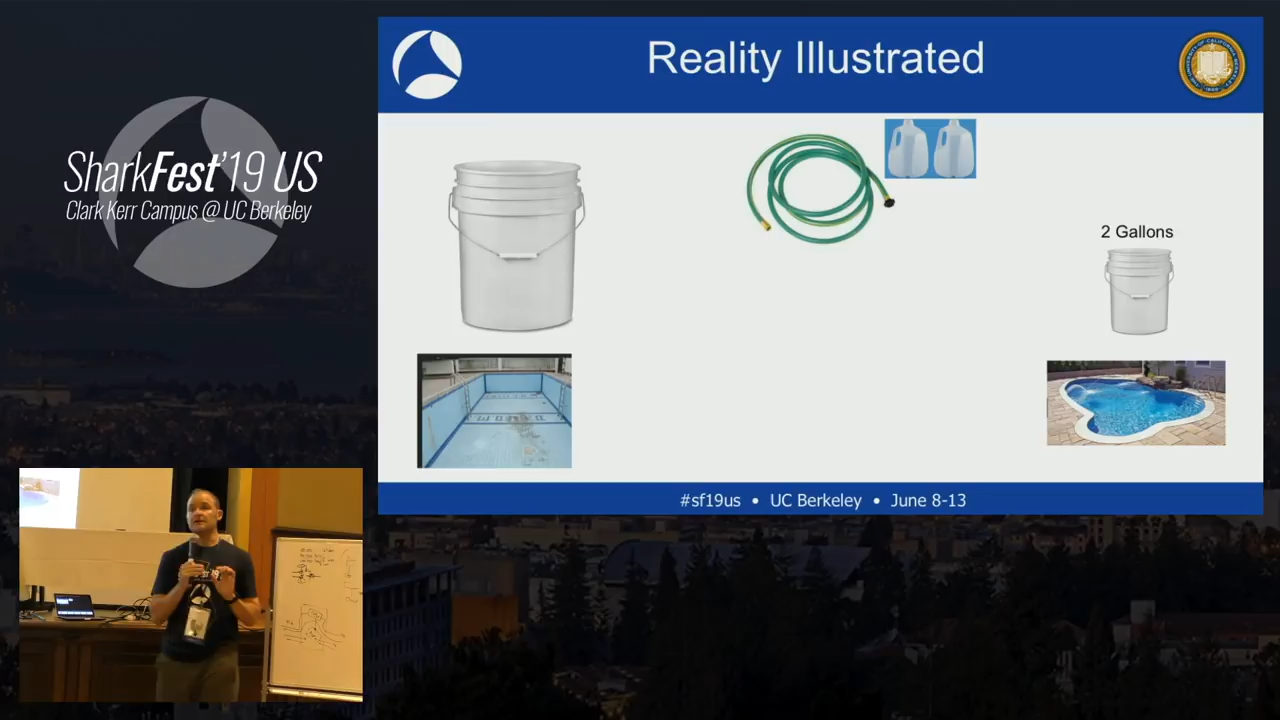 SharkFest'19 US
Clark Kerr Campus @ UC Berkeley
Reality Illustrated
2 Gallons
#sf19us • UC Berkeley • June 8-13